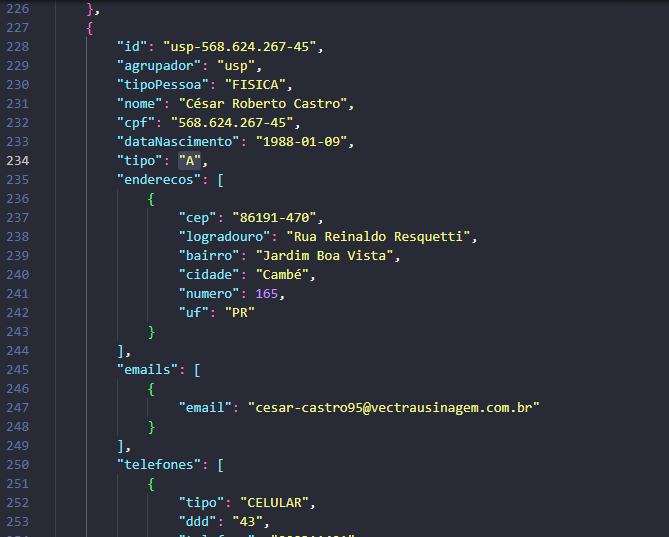 226 },
227 {
228 "id": "usp-568.624.267-45",
229 "agrupador": "usp",
230 "tipoPessoa": "FISICA",
231 "nome": "César Roberto Castro",
232 "cpf": "568.624.267-45",
233 "dataNascimento": "1988-01-09",
234 "tipo": "A",
235 "enderecos": [
236 {
237 "cep": "86191-470",
238 "logradouro": "Rua Reinaldo Resquetti",
239 "bairro": "Jardim Boa Vista",
240 "cidade": "Cambé",
241 "numero": 165,
242 "uf": "PR"
243 }
244 ],
245 "emails": [
246 {
247 "email": "cesar-castro95@vectrausinagem.com.br"
248 }
249 ],
250 "telefones": [
251 {
252 "tipo": "CELULAR",
253 "ddd": "43",